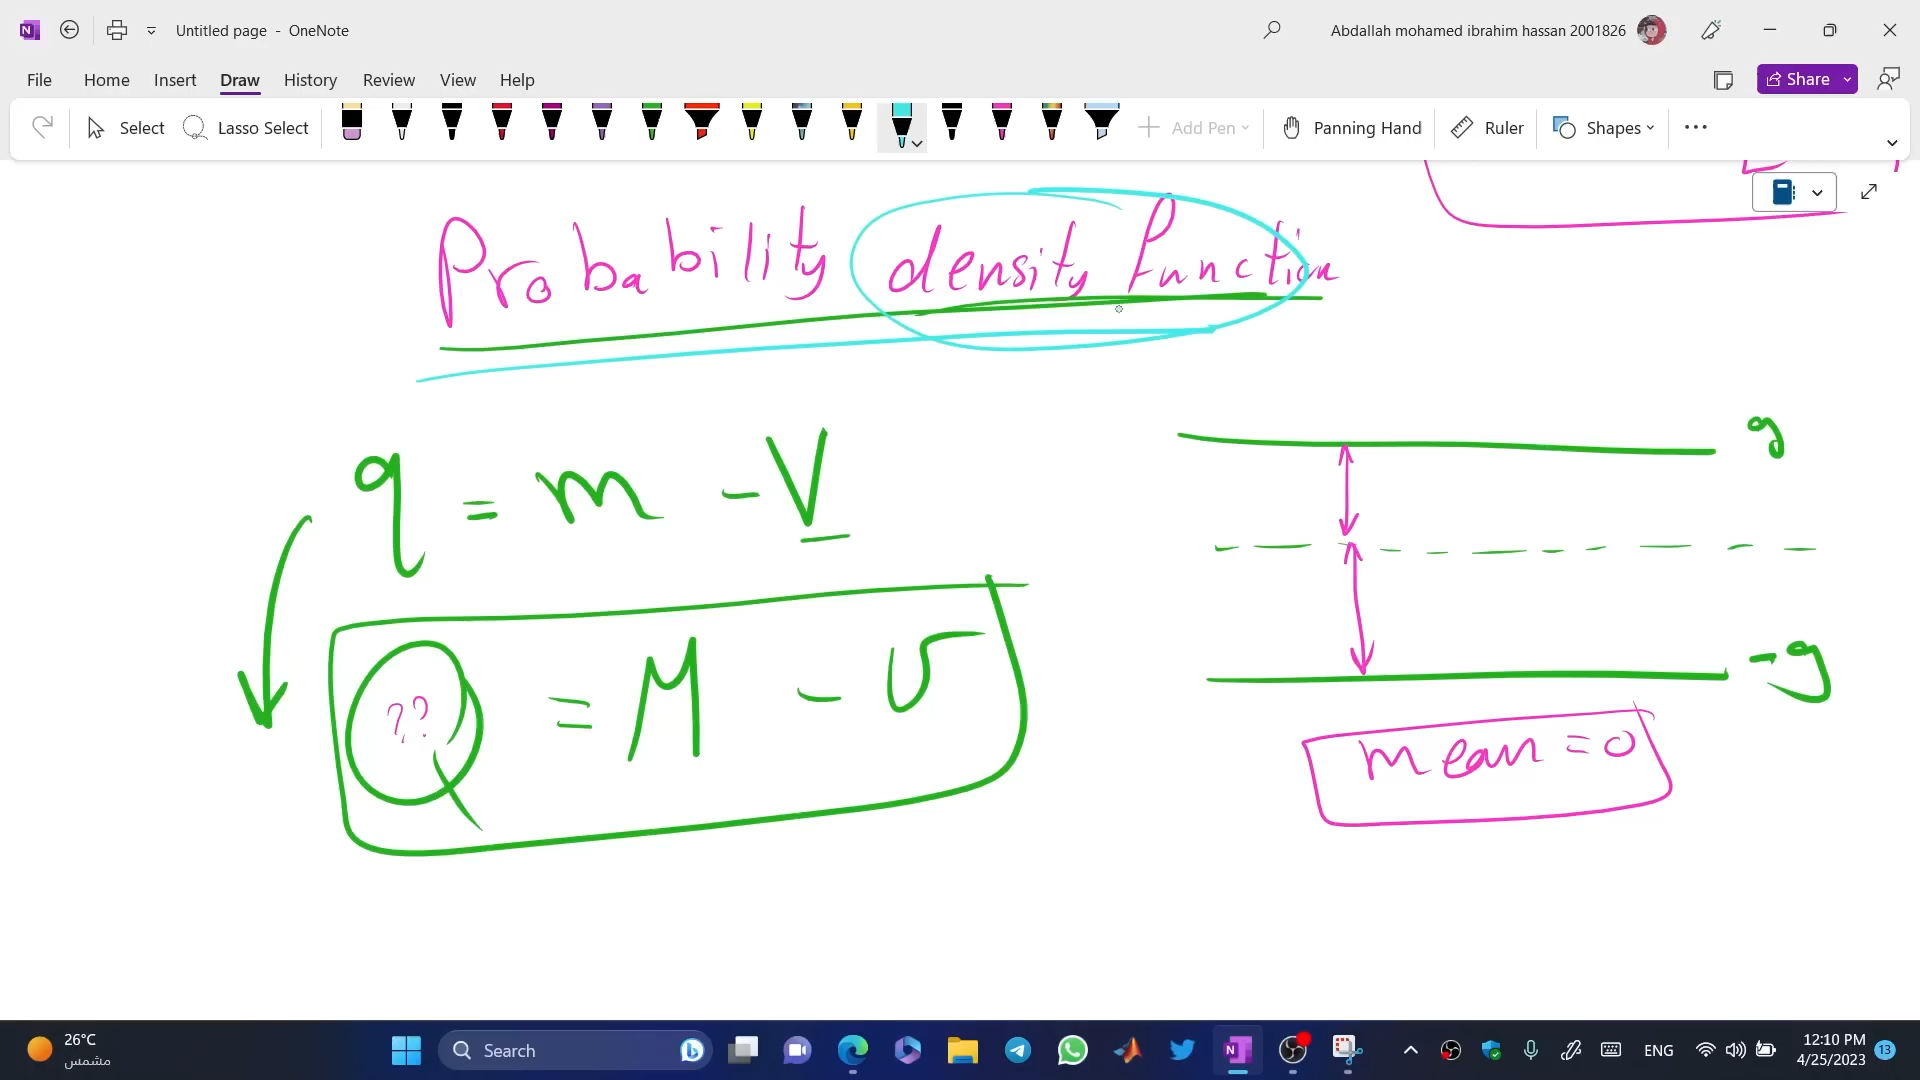 Untitled page - OneNote
Abdallah mohamed ibrahim hassan 2001826
File Home Insert Draw History Review View Help
Share
Select Lasso Select Add Pen Panning Hand Ruler Shapes
Probability density function
q = m - V
?? = M - υ
g
-g
mean = 0
26°C
مشمس
Search
ENG
12:10 PM
4/25/2023
13